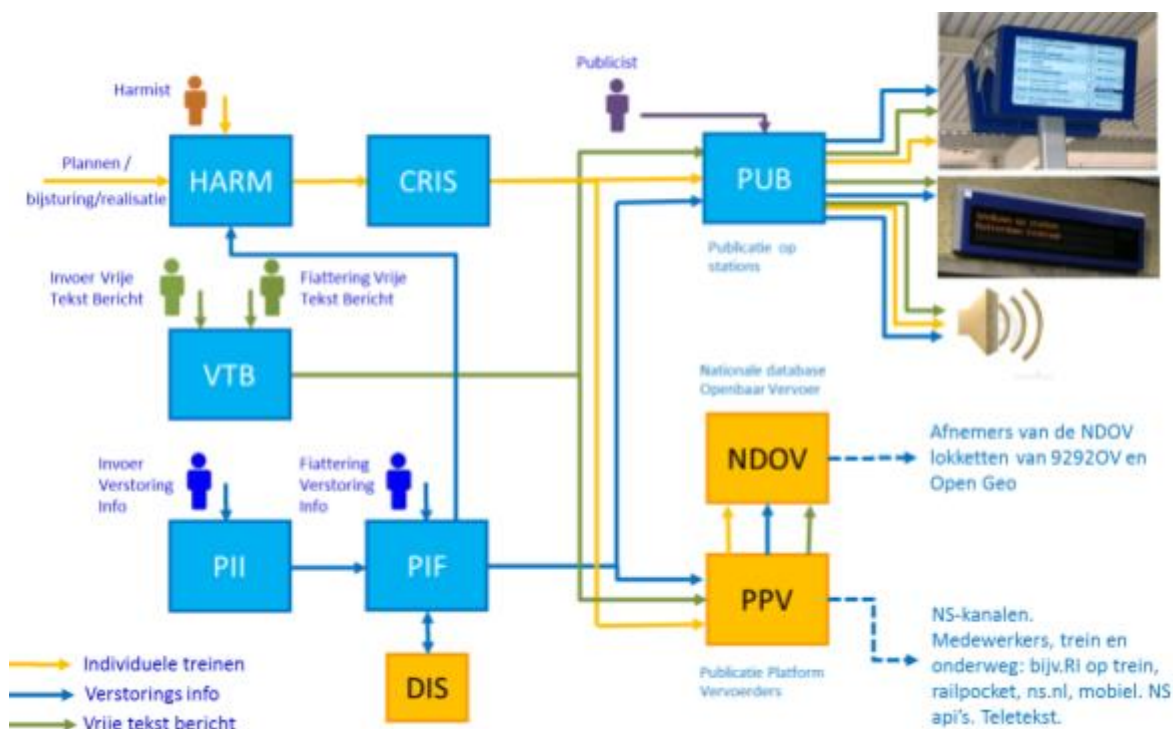 Publicist
Harmist
Plannen /
bijsturing/realisatie
HARM
CRIS
PUB
Publicatie op
stations
Invoer Vrije
Tekst Bericht
Fiattering Vrije
Tekst Bericht
VTB
Nationale database
Openbaar Vervoer
NDOV
Afnemers van de NDOV
lokketten van 9292OV en
Open Geo
Invoer
Verstoring
Info
Fiattering
Verstoring
Info
PII
PIF
PPV
Publicatie Platform
Vervoerders
NS-kanalen.
Medewerkers, trein en
onderweg: bijv.RI op trein,
railpocket, ns.nl, mobiel. NS
api's. Teletekst.
DIS
Individuele treinen
Verstorings info
Vrije tekst bericht